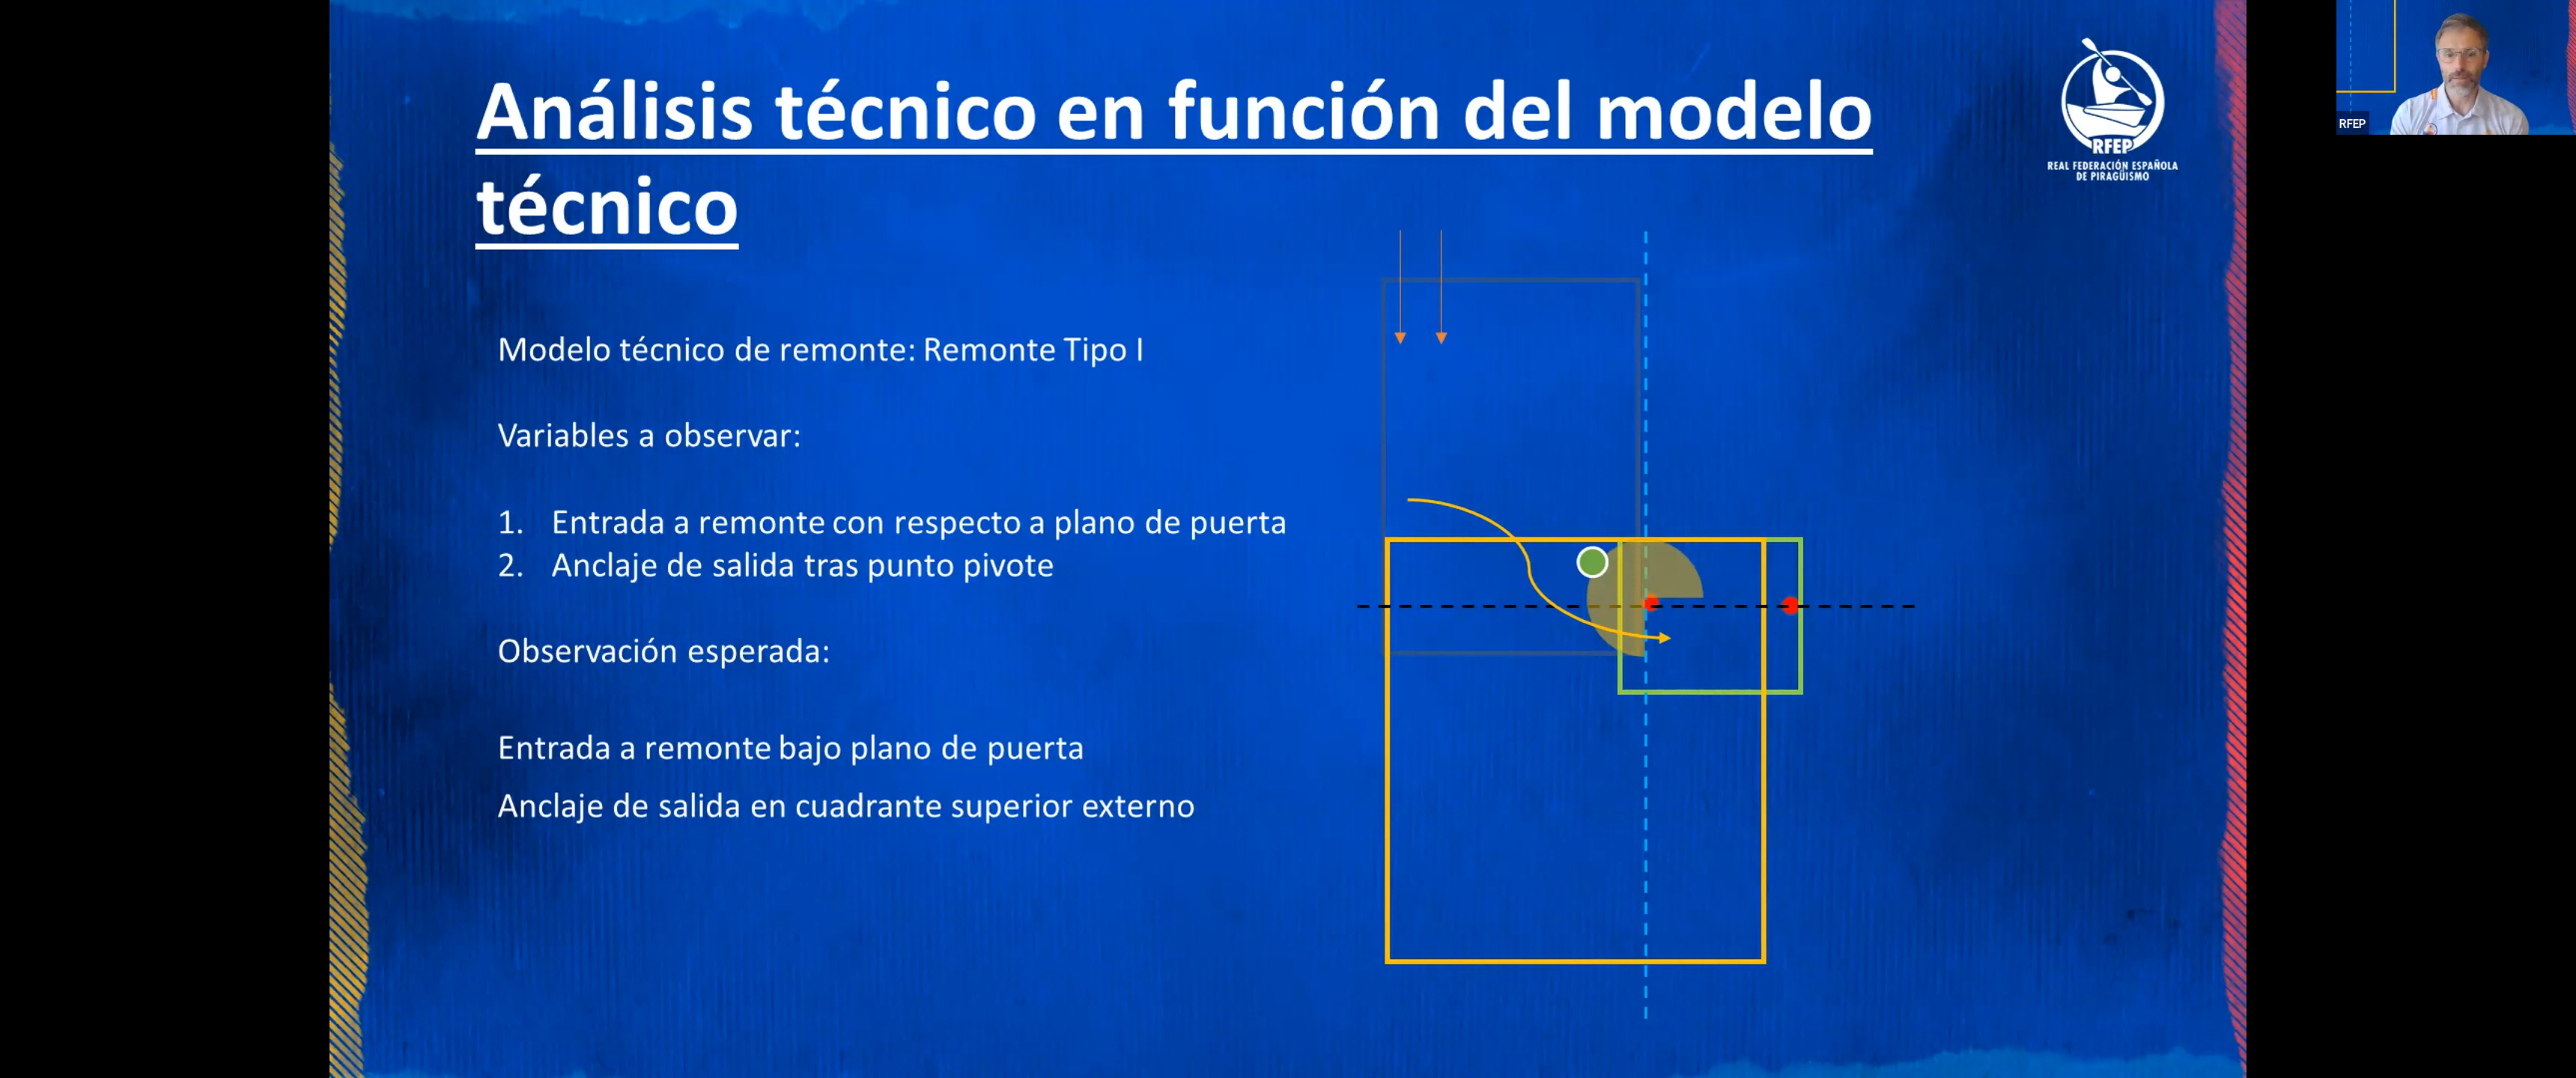 Análisis técnico en función del modelo
técnico
RFEP
REAL FEDERACIÓN ESPAÑOLA
DE PIRAGÜISMO
RFEP
Modelo técnico de remonte: Remonte Tipo I
Variables a observar:
1. Entrada a remonte con respecto a plano de puerta
2. Anclaje de salida tras punto pivote
Observación esperada:
Entrada a remonte bajo plano de puerta
Anclaje de salida en cuadrante superior externo